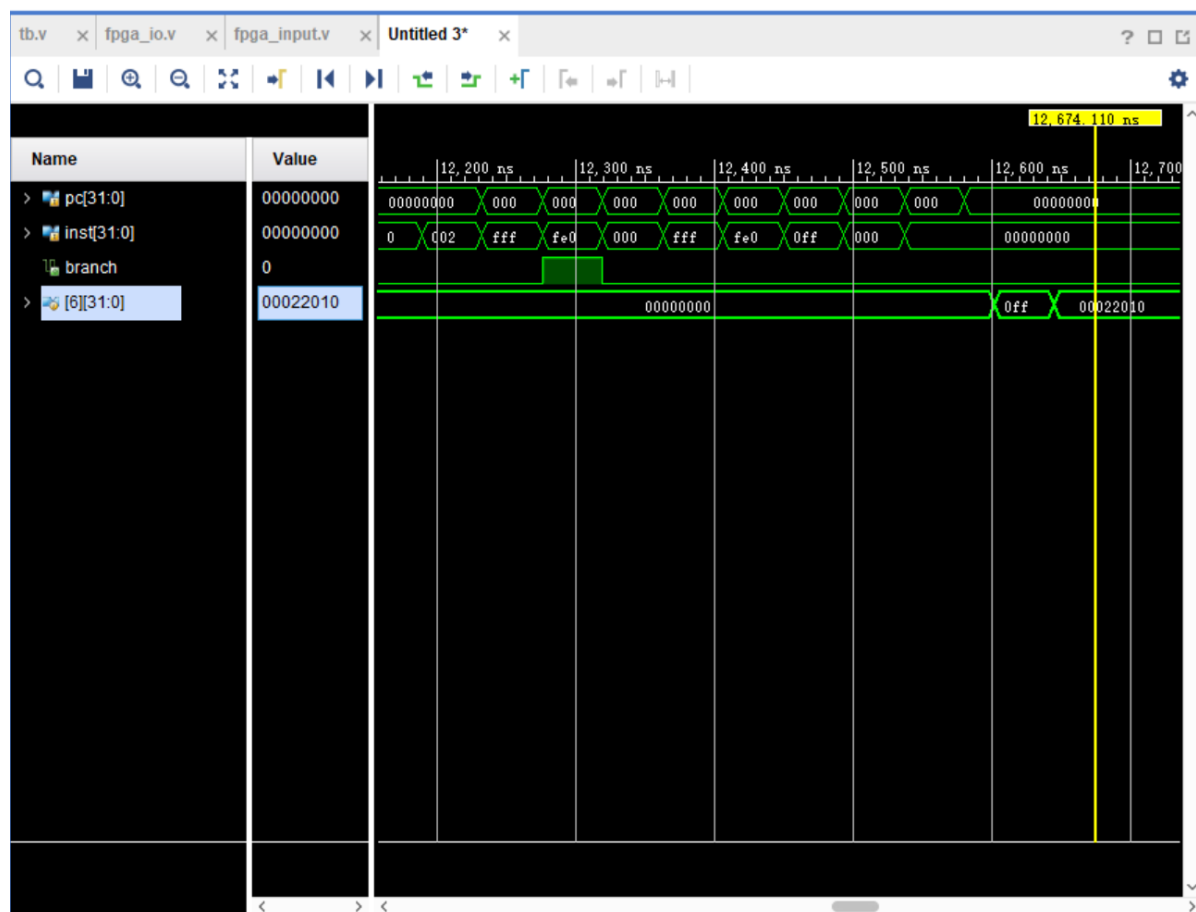 tb.v × fpga_io.v × fpga_input.v × Untitled 3* ×
?
12,674.110 ns
Name Value
12,200 ns 12,300 ns 12,400 ns 12,500 ns 12,600 ns 12,700
> pc[31:0] 00000000 00000000 000 000 000 000 000 000 000 000 00000000
> inst[31:0] 00000000 0 002 fff fe0 000 fff fe0 0ff 000 00000000
branch 0
> [6][31:0] 00022010 00000000 0ff 00022010